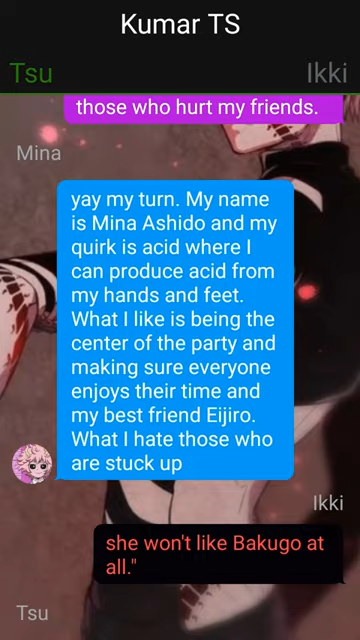 Kumar TS
Tsu
Ikki
those who hurt my friends.
Mina
yay my turn. My name
is Mina Ashido and my
quirk is acid where I
can produce acid from
my hands and feet.
What I like is being the
center of the party and
making sure everyone
enjoys their time and
my best friend Eijiro.
What I hate those who
are stuck up
Ikki
she won't like Bakugo at
all."
Tsu